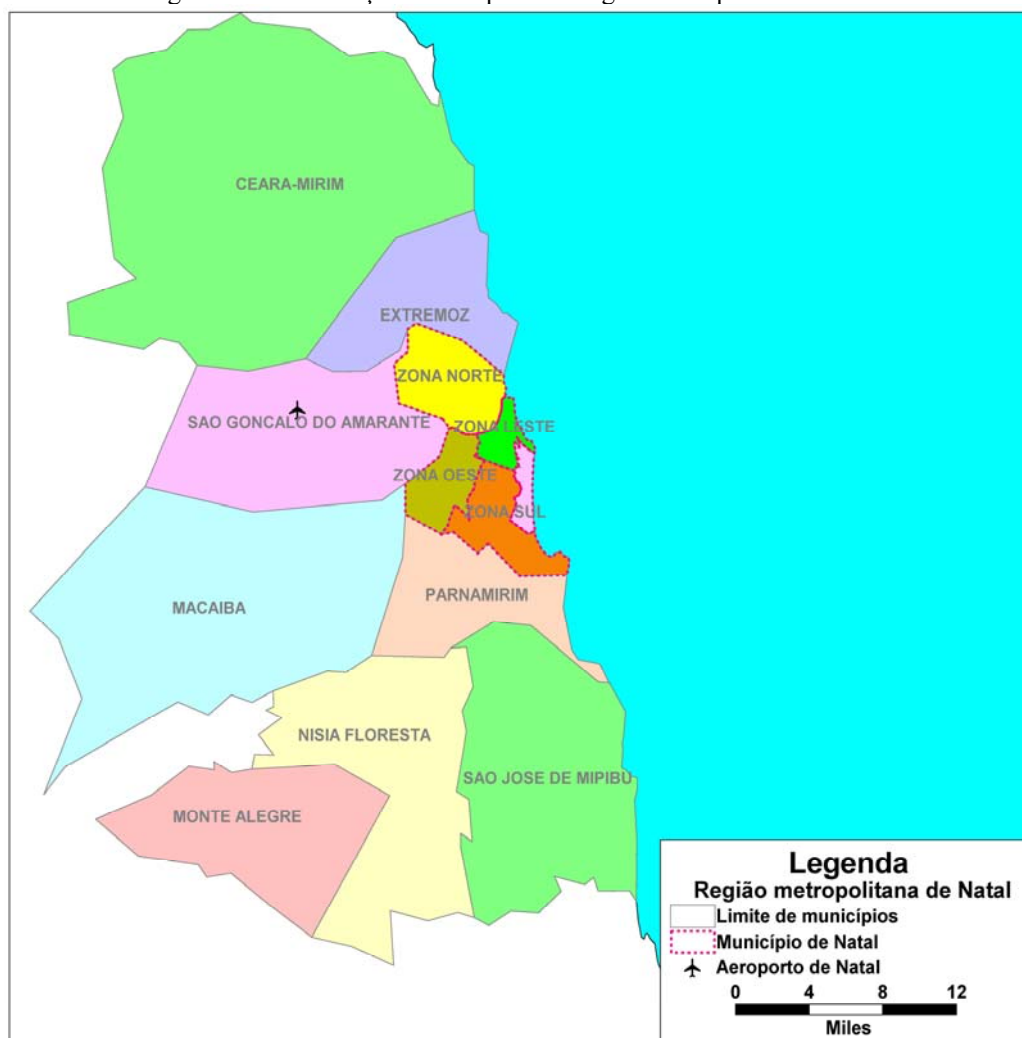 CEARA-MIRIM
EXTREMOZ
ZONA NORTE
SAO GONCALO DO AMARANTE
ZONA LESTE
ZONA OESTE
ZONA SUL
PARNAMIRIM
MACAIBA
NISIA FLORESTA
SAO JOSE DE MIPIBU
MONTE ALEGRE
Legenda
Região metropolitana de Natal
Limite de municípios
Município de Natal
Aeroporto de Natal
0 4 8 12
Miles